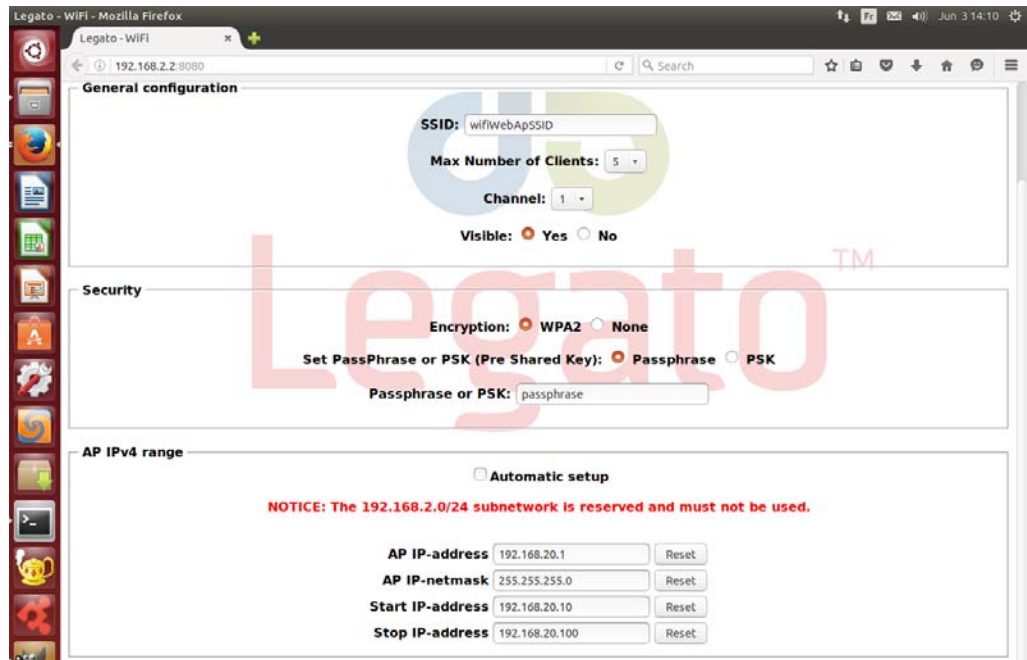 Legato - WiFi - Mozilla Firefox
Fr
Jun 3 14:10
Legato - WiFi
192.168.2.2:8080
Search
General configuration
SSID: wifiWebApSSID
Max Number of Clients: 5
Channel: 1
Visible: Yes No
Legato™
Security
Encryption: WPA2 None
Set PassPhrase or PSK (Pre Shared Key): Passphrase PSK
Passphrase or PSK: passphrase
AP IPv4 range
Automatic setup
NOTICE: The 192.168.2.0/24 subnetwork is reserved and must not be used.
AP IP-address 192.168.20.1 Reset
AP IP-netmask 255.255.255.0 Reset
Start IP-address 192.168.20.10 Reset
Stop IP-address 192.168.20.100 Reset